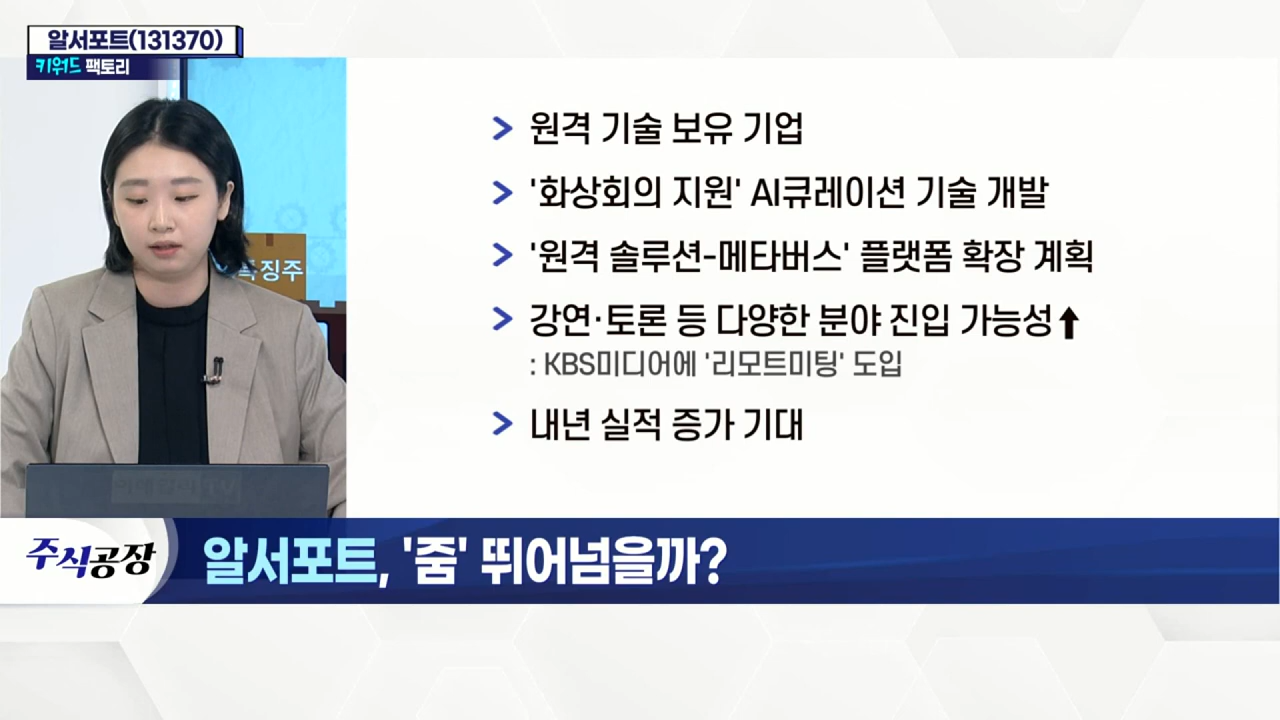 알서포트(131370)
키워드 팩토리
> 원격 기술 보유 기업
> '화상회의 지원' AI큐레이션 기술 개발
> '원격 솔루션-메타버스' 플랫폼 확장 계획
> 강연·토론 등 다양한 분야 진입 가능성⬆
: KBS미디어에 '리모트미팅' 도입
> 내년 실적 증가 기대
징주
주식공장
알서포트, '줌' 뛰어넘을까?